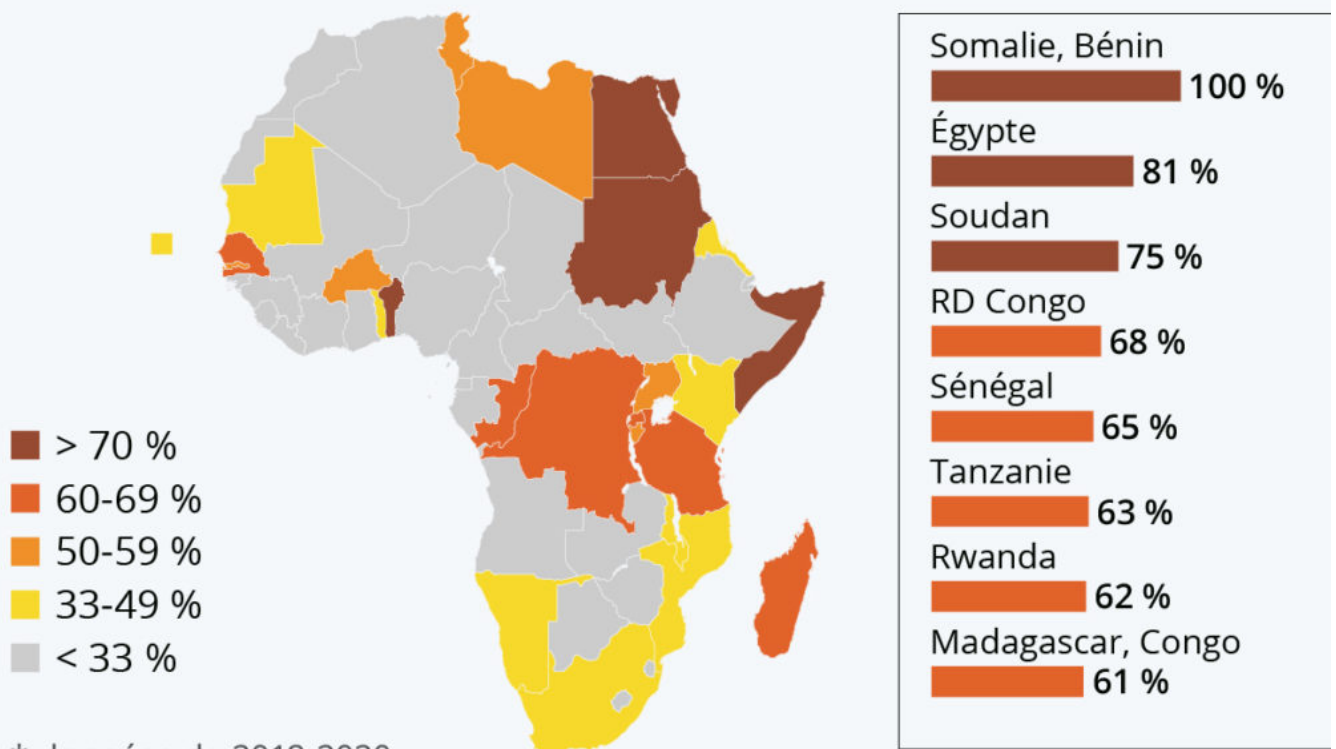 Somalie, Bénin
100 %
Égypte
81 %
Soudan
75 %
RD Congo
68 %
Sénégal
65 %
Tanzanie
63 %
Rwanda
62 %
Madagascar, Congo
61 %
> 70 %
60-69 %
50-59 %
33-49 %
< 33 %